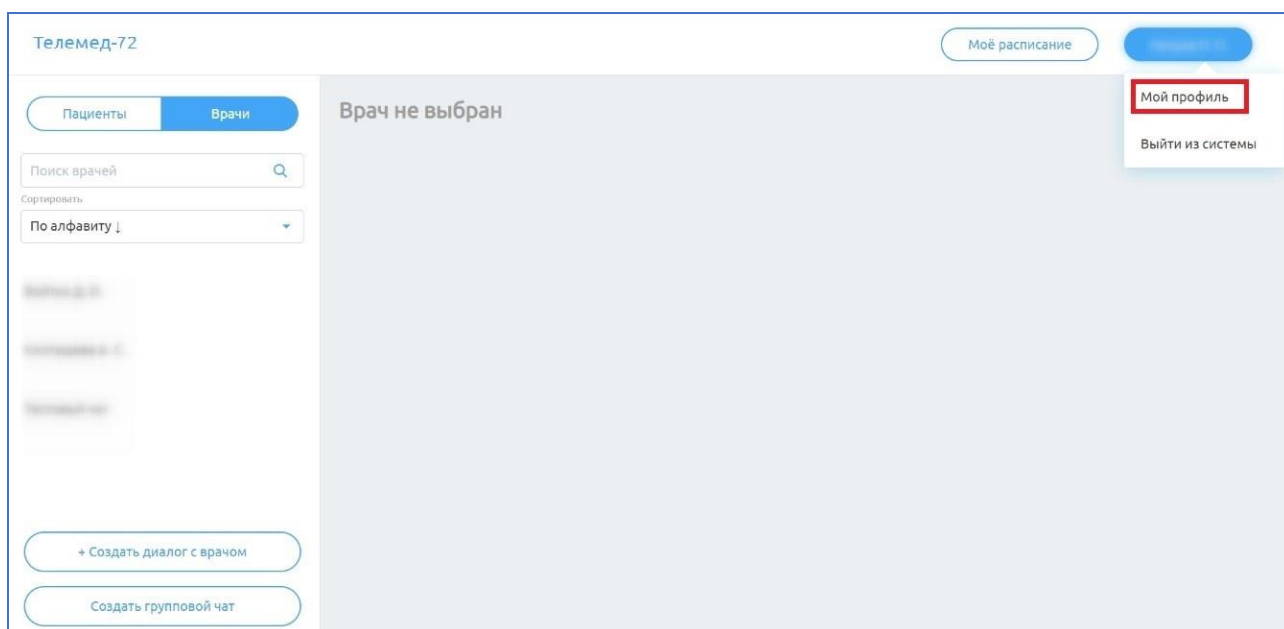 Телемед-72
Моё расписание
Мой профиль
Выйти из системы
Пациенты
Врачи
Врач не выбран
Поиск врачей
Сортировать
По алфавиту ↓
+ Создать диалог с врачом
Создать групповой чат